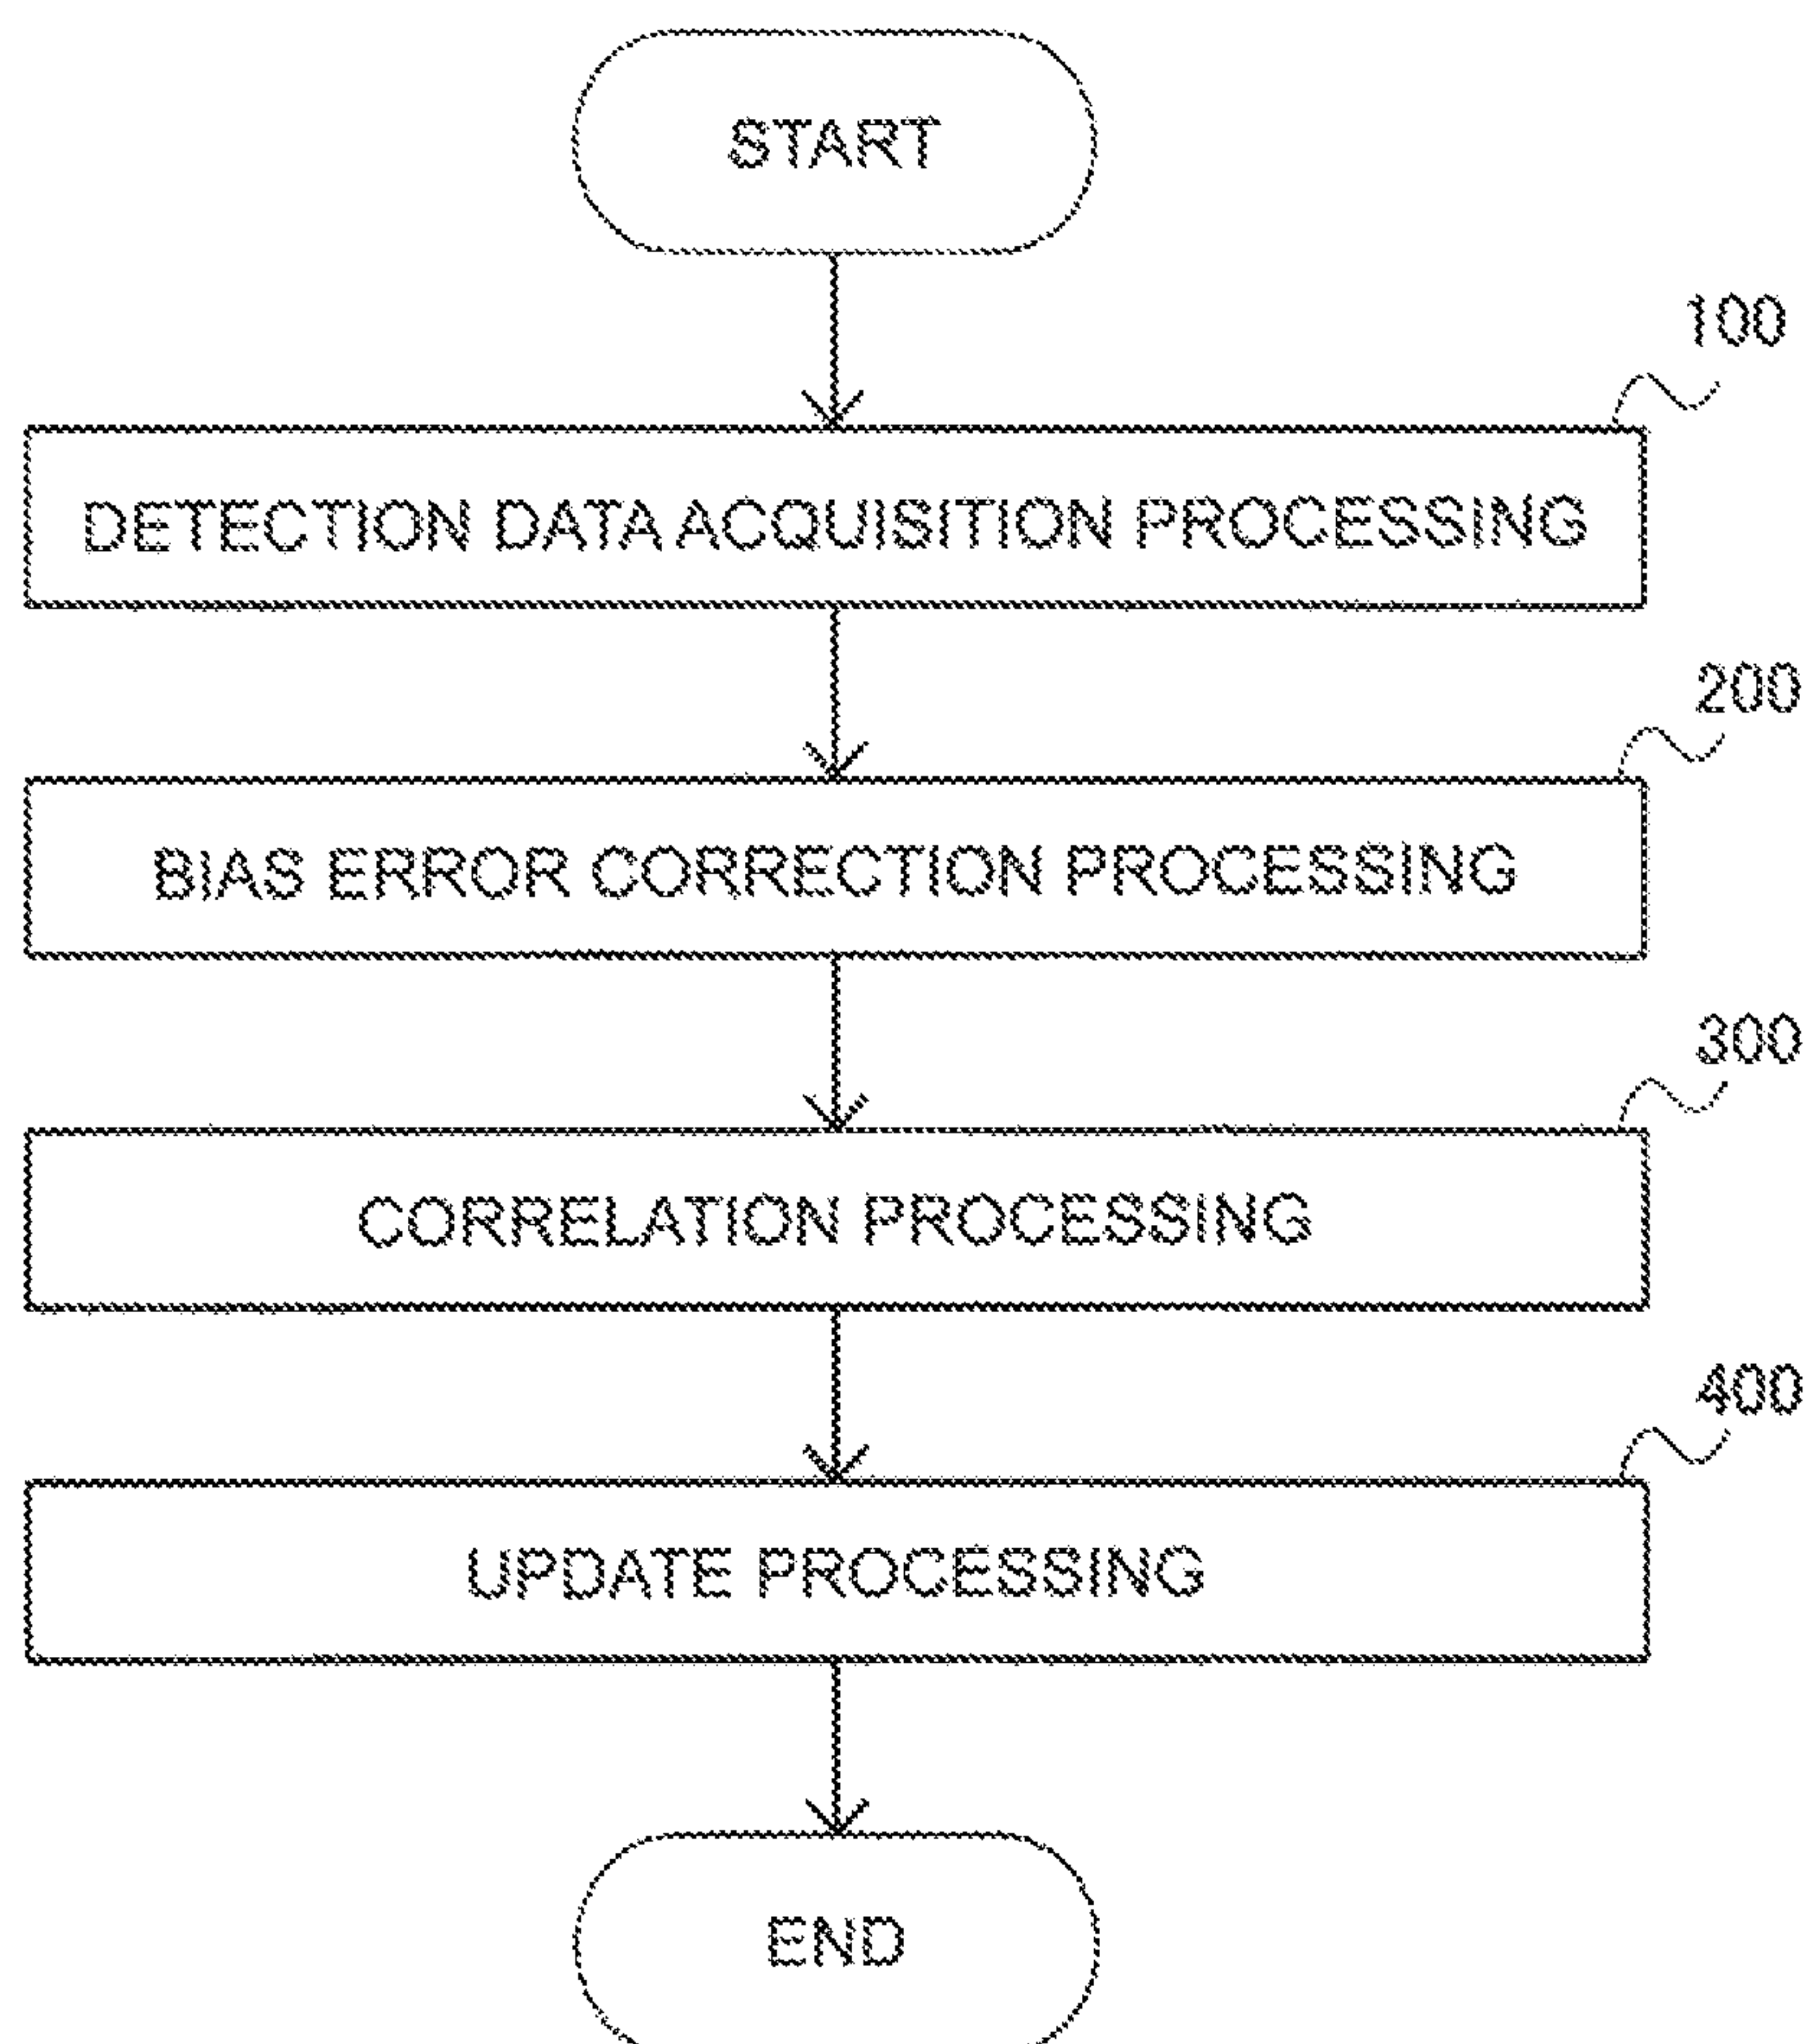 START
100
DETECTION DATA ACQUISITION PROCESSING
200
BIAS ERROR CORRECTION PROCESSING
300
CORRELATION PROCESSING
400
UPDATE PROCESSING
END